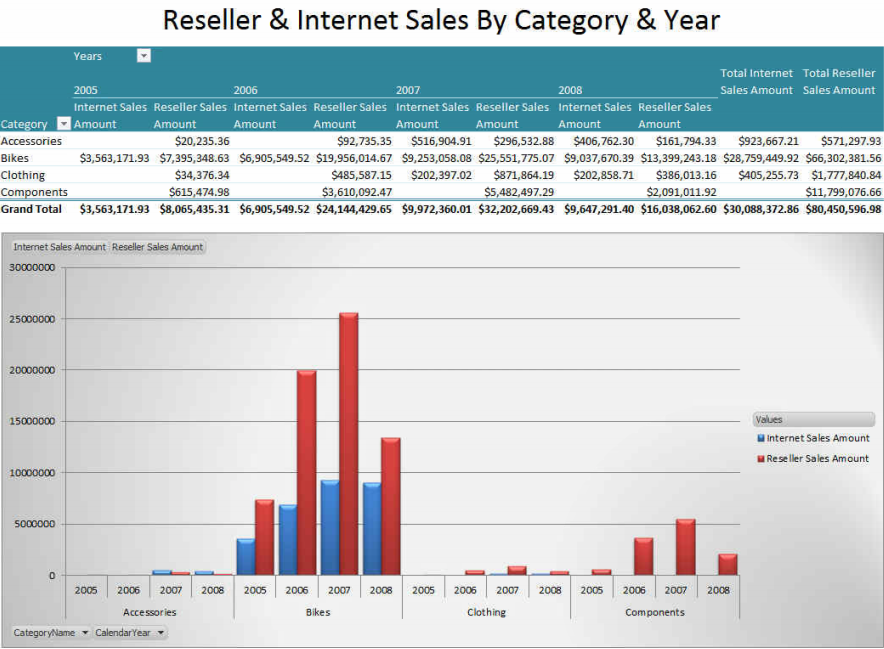 Reseller & Internet Sales By Category & Year
Years
Total Internet Total Reseller
2005 2006 2007 2008 Sales Amount Sales Amount
Internet Sales Reseller Sales Internet Sales Reseller Sales Internet Sales Reseller Sales Internet Sales Reseller Sales
Category Amount Amount Amount Amount Amount Amount Amount Amount
Accessories $20,235.36 $92,735.35 $516,904.91 $296,532.88 $406,762.30 $161,794.33 $923,667.21 $571,297.93
Bikes $3,563,171.93 $7,395,348.63 $6,905,549.52 $19,956,014.67 $9,253,058.08 $25,551,775.07 $9,037,670.39 $13,399,243.18 $28,759,449.92 $66,302,381.56
Clothing $34,376.34 $485,587.15 $202,397.02 $871,864.19 $202,858.71 $386,013.16 $405,255.73 $1,777,840.84
Components $615,474.98 $3,610,092.47 $5,482,497.29 $2,091,011.92 $11,799,076.66
Grand Total $3,563,171.93 $8,065,435.31 $6,905,549.52 $24,144,429.65 $9,972,360.01 $32,202,669.43 $9,647,291.40 $16,038,062.60 $30,088,372.86 $80,450,596.98
Internet Sales Amount Reseller Sales Amount
30000000
25000000
20000000
15000000
10000000
5000000
0
Values
Internet Sales Amount
Reseller Sales Amount
2005 2006 2007 2008 2005 2006 2007 2008 2005 2006 2007 2008 2005 2006 2007 2008
Accessories Bikes Clothing Components
CategoryName CalendarYear